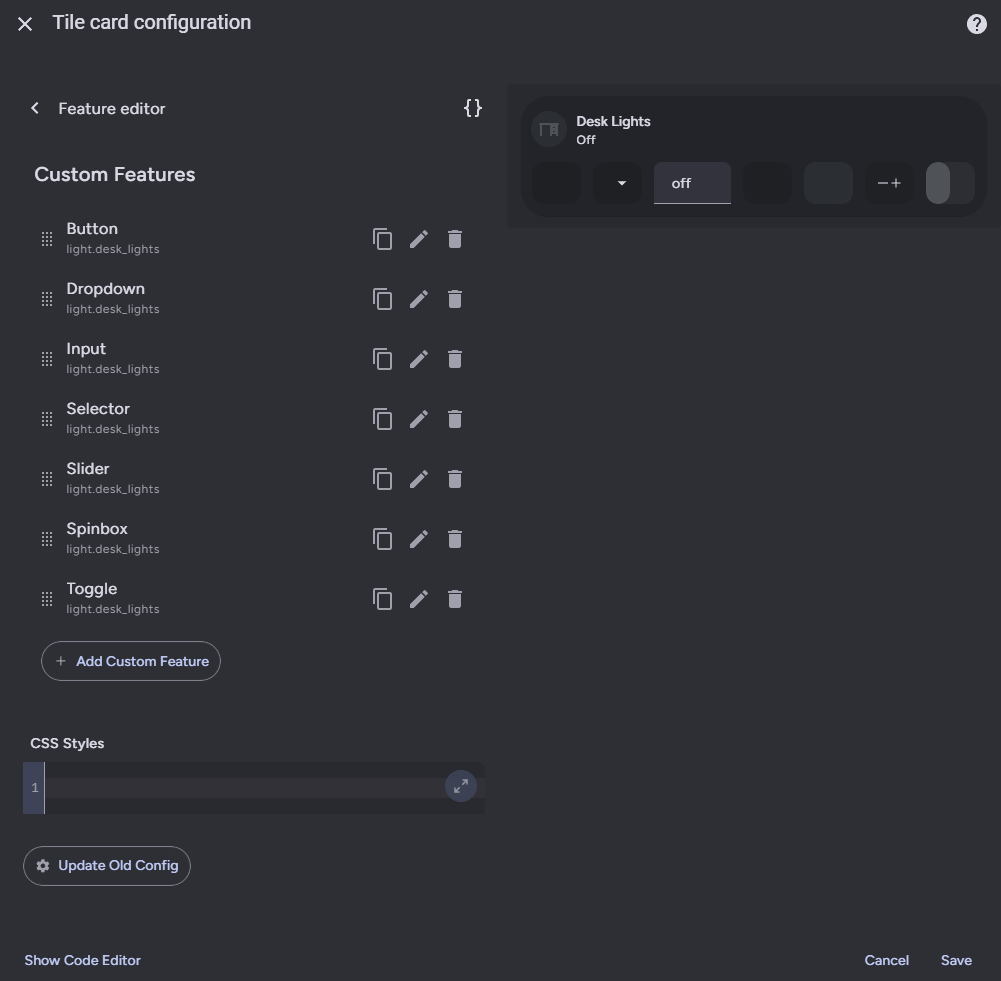 Tile card configuration
Feature editor
{}
Custom Features
Button
light.desk_lights
Dropdown
light.desk_lights
Input
light.desk_lights
Selector
light.desk_lights
Slider
light.desk_lights
Spinbox
light.desk_lights
Toggle
light.desk_lights
+ Add Custom Feature
CSS Styles
1
Update Old Config
Desk Lights
Off
off
Show Code Editor
Cancel
Save